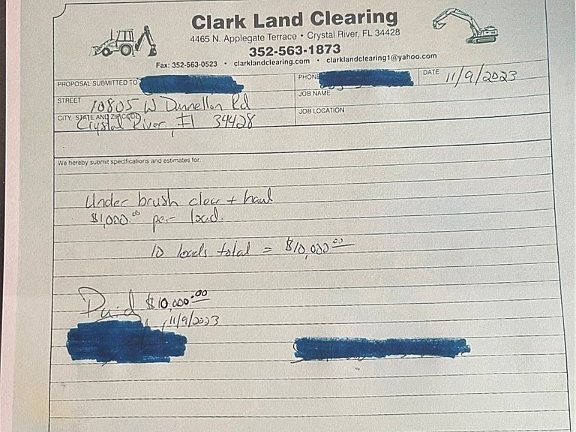 Clark Land Clearing
4465 N. Applegate Terrace • Crystal River, FL 34428
352-563-1873
Fax: 352-563-0523 • clarklandclearing.com • clarklandclearing1@yahoo.com
PROPOSAL SUBMITTED TO PHONE DATE 11/9/2023
STREET 10805 W Dunnellon Rd JOB NAME
CITY, STATE AND ZIP CODE Crystal River, Fl 34428 JOB LOCATION
We hereby submit specifications and estimates for:
Under brush clear + haul
$1,000.00 per load.
10 loads total = $10,000.00
Paid $10,000.00
11/9/2023